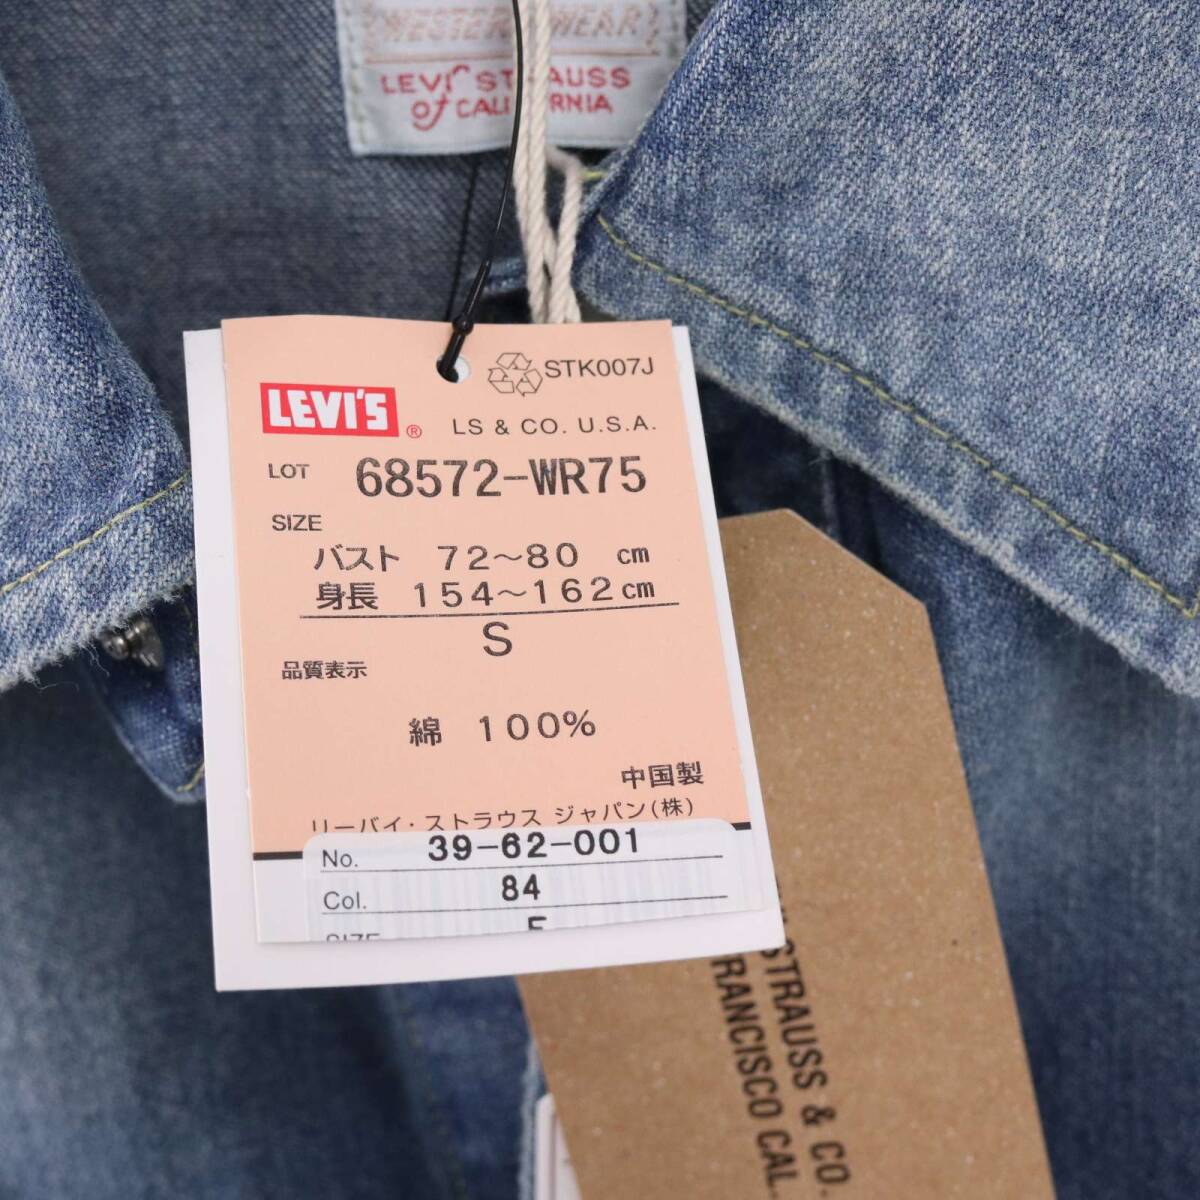 WESTERN WEAR
LEVI STRAUSS
of CALIFORNIA
STK007J
LEVI'S ®
LS & CO. U.S.A.
LOT 68572-WR75
SIZE
バスト 72～80 cm
身長 154～162cm
S
品質表示
綿 100%
中国製
リーバイ・ストラウス ジャパン(株)
No. 39-62-001
Col. 84
SIZE
STRAUSS & CO.
RANCISCO CAL.